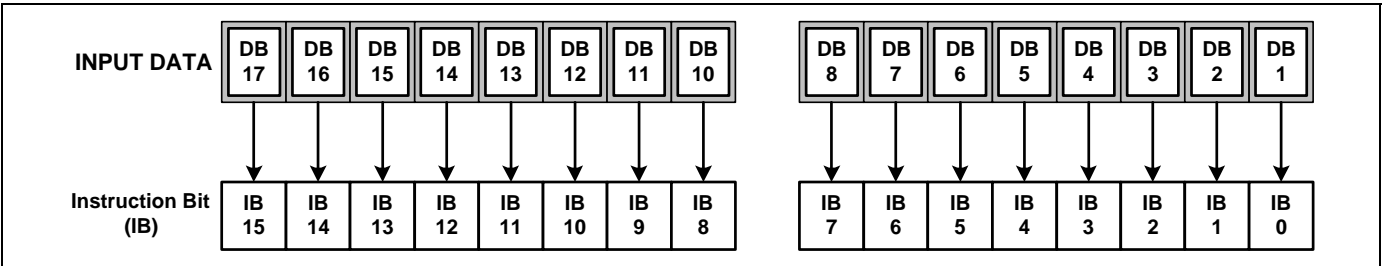 INPUT DATA DB DB DB DB DB DB DB DB DB DB DB DB DB DB DB DB
17 16 15 14 13 12 11 10 8 7 6 5 4 3 2 1
Instruction Bit IB IB IB IB IB IB IB IB IB IB IB IB IB IB IB IB
(IB) 15 14 13 12 11 10 9 8 7 6 5 4 3 2 1 0